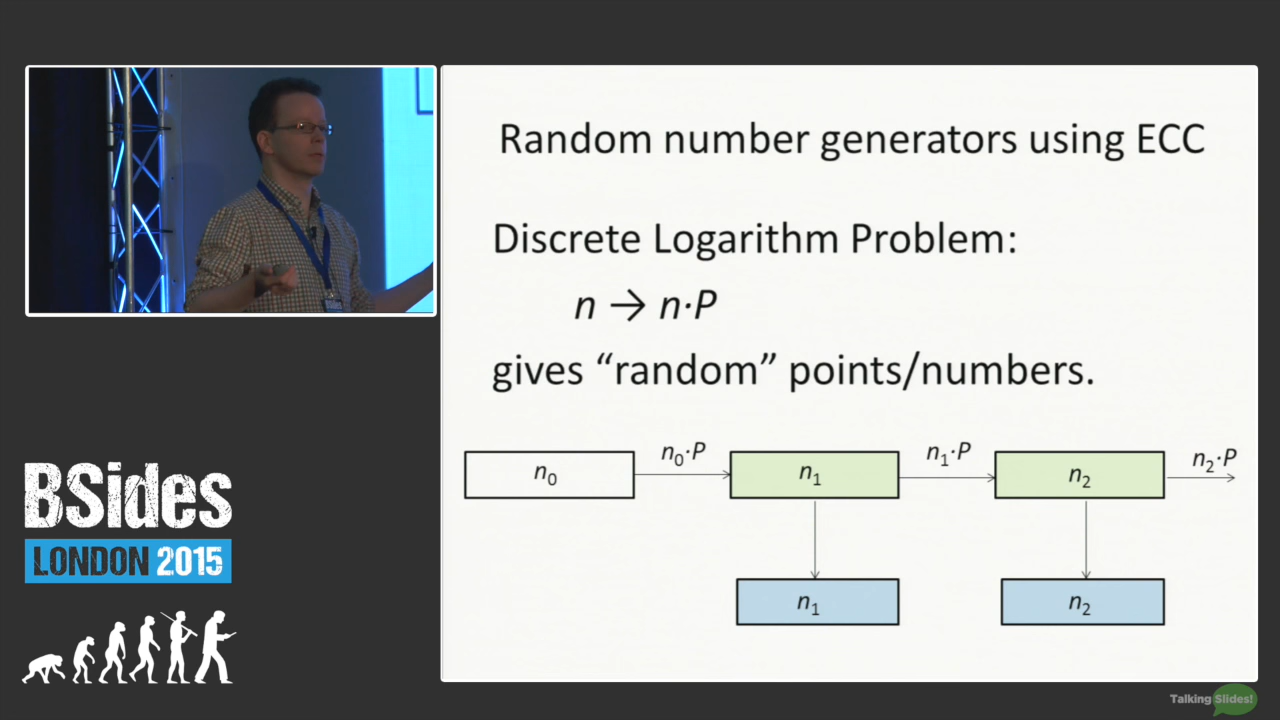 Random number generators using ECC
Discrete Logarithm Problem:
n → n·P
gives “random” points/numbers.
n₀·P
n₁·P
n₂·P
n₀
n₁
n₂
n₁
n₂
BSides
LONDON 2015
Talking Slides!